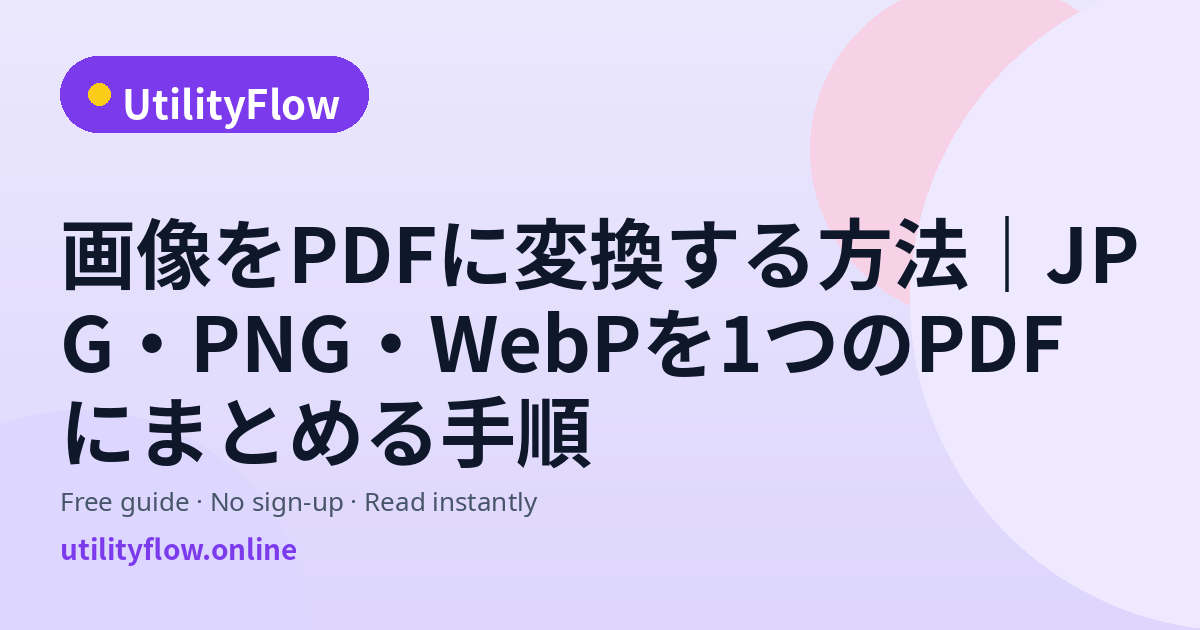 UtilityFlow
画像をPDFに変換する方法｜JP
G・PNG・WebPを1つのPDF
にまとめる手順
Free guide · No sign-up · Read instantly
utilityflow.online